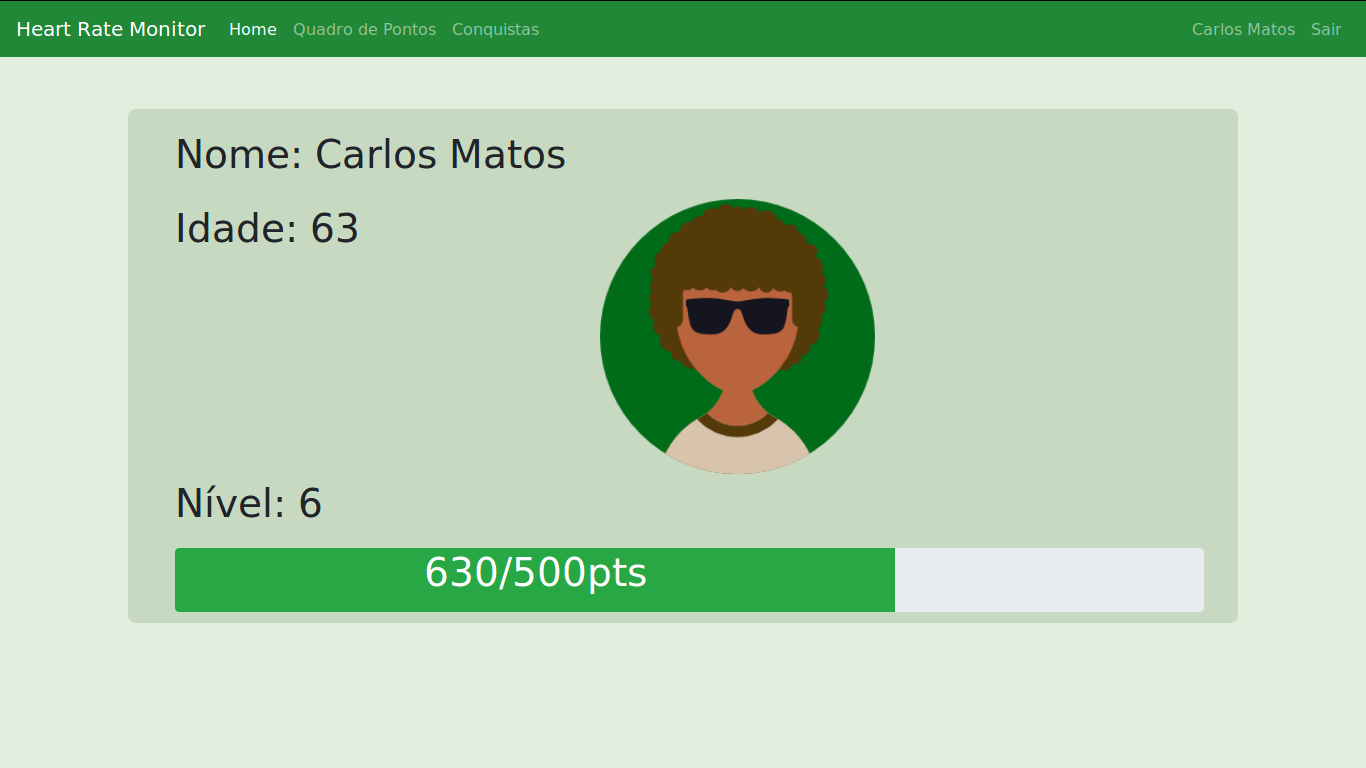 Heart Rate Monitor Home Quadro de Pontos Conquistas Carlos Matos Sair
Nome: Carlos Matos
Idade: 63
Nível: 6
630/500pts